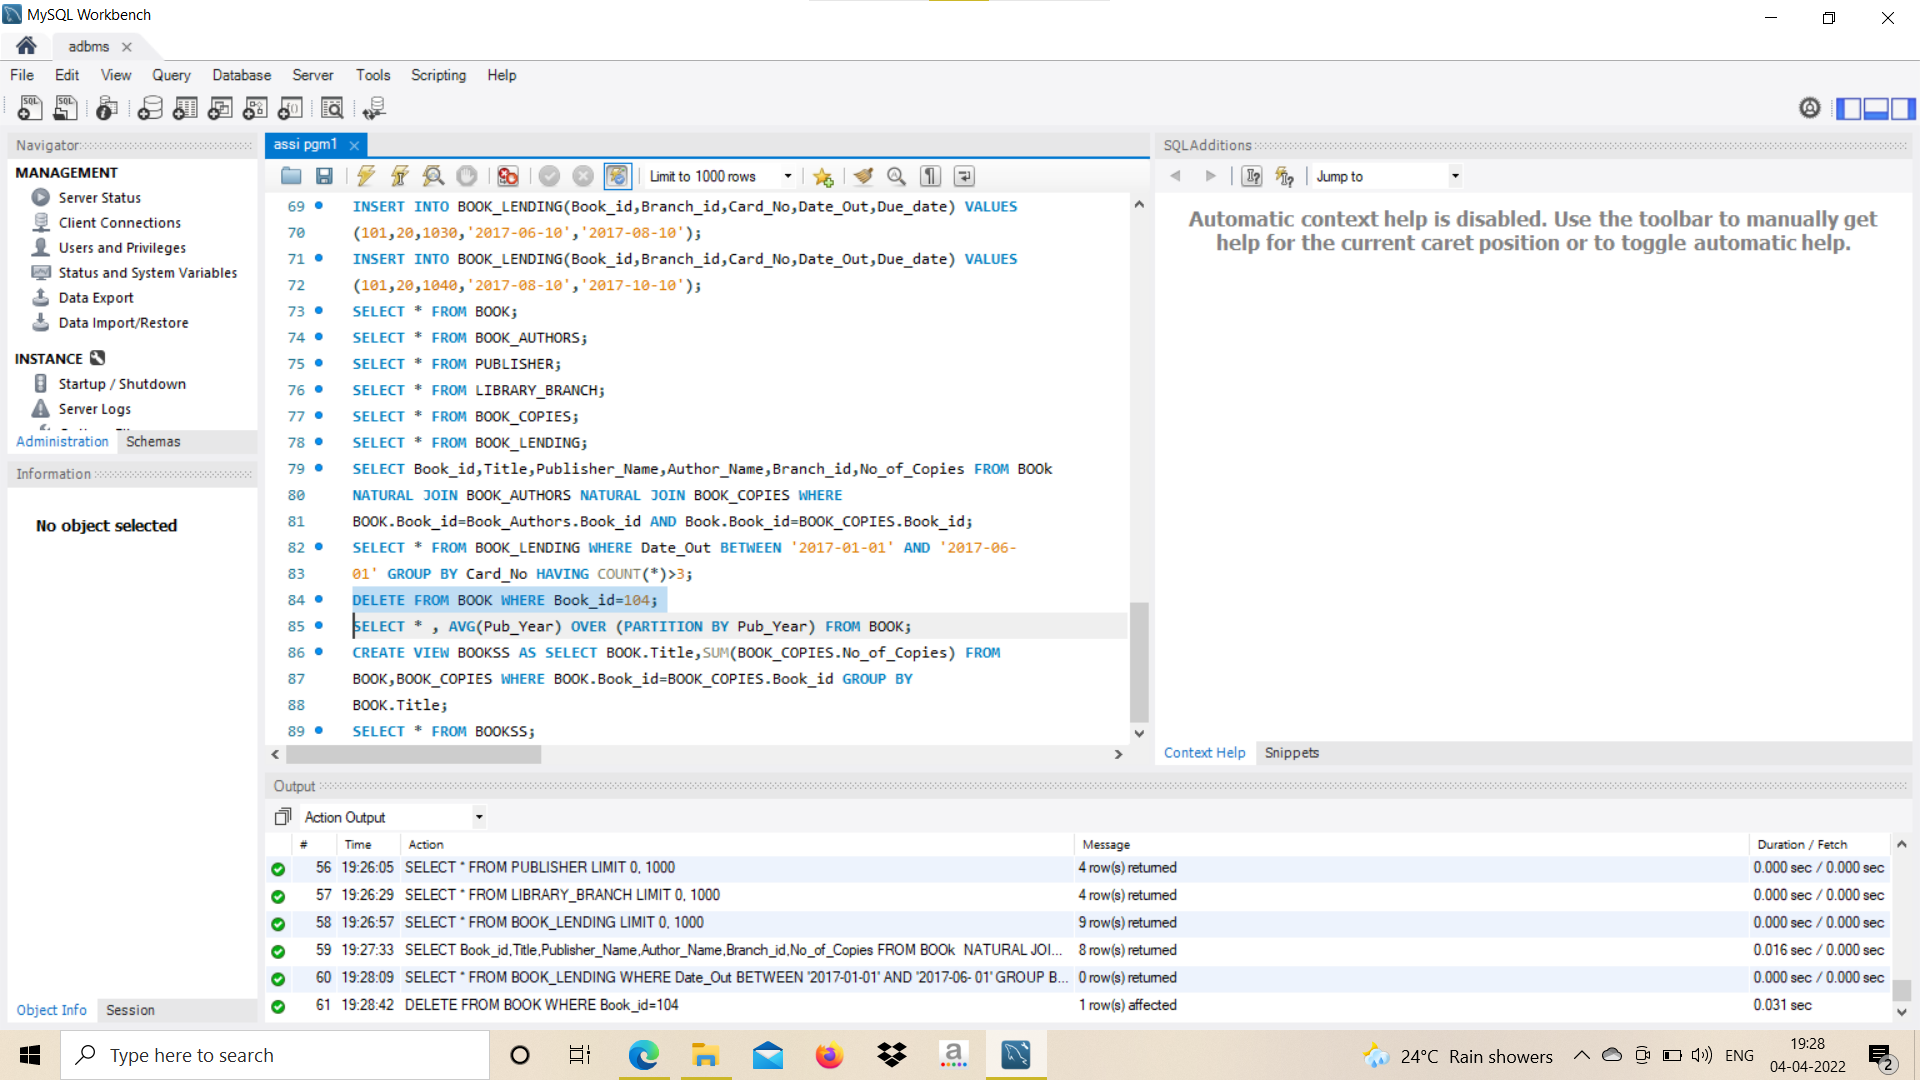 MySQL Workbench
adbms
File Edit View Query Database Server Tools Scripting Help
Navigator
MANAGEMENT
Server Status
Client Connections
Users and Privileges
Status and System Variables
Data Export
Data Import/Restore
INSTANCE
Startup / Shutdown
Server Logs
Administration Schemas
Information
No object selected
Object Info Session
assi pgm1
Limit to 1000 rows
69 INSERT INTO BOOK_LENDING(Book_id,Branch_id,Card_No,Date_Out,Due_date) VALUES
70 (101,20,1030,'2017-06-10','2017-08-10');
71 INSERT INTO BOOK_LENDING(Book_id,Branch_id,Card_No,Date_Out,Due_date) VALUES
72 (101,20,1040,'2017-08-10','2017-10-10');
73 SELECT * FROM BOOK;
74 SELECT * FROM BOOK_AUTHORS;
75 SELECT * FROM PUBLISHER;
76 SELECT * FROM LIBRARY_BRANCH;
77 SELECT * FROM BOOK_COPIES;
78 SELECT * FROM BOOK_LENDING;
79 SELECT Book_id,Title,Publisher_Name,Author_Name,Branch_id,No_of_Copies FROM BOOk
80 NATURAL JOIN BOOK_AUTHORS NATURAL JOIN BOOK_COPIES WHERE
81 BOOK.Book_id=Book_Authors.Book_id AND Book.Book_id=BOOK_COPIES.Book_id;
82 SELECT * FROM BOOK_LENDING WHERE Date_Out BETWEEN '2017-01-01' AND '2017-06-
83 01' GROUP BY Card_No HAVING COUNT(*)>3;
84 DELETE FROM BOOK WHERE Book_id=104;
85 SELECT * , AVG(Pub_Year) OVER (PARTITION BY Pub_Year) FROM BOOK;
86 CREATE VIEW BOOKSS AS SELECT BOOK.Title,SUM(BOOK_COPIES.No_of_Copies) FROM
87 BOOK,BOOK_COPIES WHERE BOOK.Book_id=BOOK_COPIES.Book_id GROUP BY
88 BOOK.Title;
89 SELECT * FROM BOOKSS;
SQLAdditions
Jump to
Automatic context help is disabled. Use the toolbar to manually get
help for the current caret position or to toggle automatic help.
Context Help Snippets
Output
Action Output
# Time Action Message Duration / Fetch
56 19:26:05 SELECT * FROM PUBLISHER LIMIT 0, 1000 4 row(s) returned 0.000 sec / 0.000 sec
57 19:26:29 SELECT * FROM LIBRARY_BRANCH LIMIT 0, 1000 4 row(s) returned 0.000 sec / 0.000 sec
58 19:26:57 SELECT * FROM BOOK_LENDING LIMIT 0, 1000 9 row(s) returned 0.000 sec / 0.000 sec
59 19:27:33 SELECT Book_id,Title,Publisher_Name,Author_Name,Branch_id,No_of_Copies FROM BOOk NATURAL JOI... 8 row(s) returned 0.016 sec / 0.000 sec
60 19:28:09 SELECT * FROM BOOK_LENDING WHERE Date_Out BETWEEN '2017-01-01' AND '2017-06- 01' GROUP B... 0 row(s) returned 0.000 sec / 0.000 sec
61 19:28:42 DELETE FROM BOOK WHERE Book_id=104 1 row(s) affected 0.031 sec
Type here to search
24°C Rain showers
ENG
19:28
04-04-2022
2